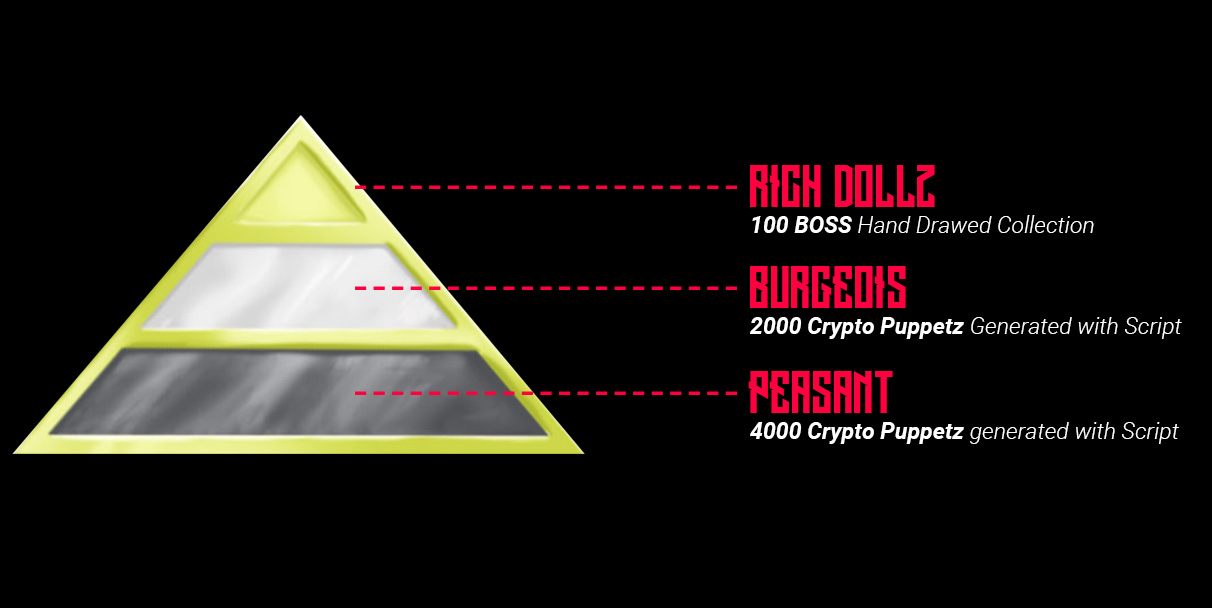 RICH DOLLZ
100 BOSS Hand Drawed Collection
BURGEOIS
2000 Crypto Puppetz Generated with Script
PEASANT
4000 Crypto Puppetz generated with Script